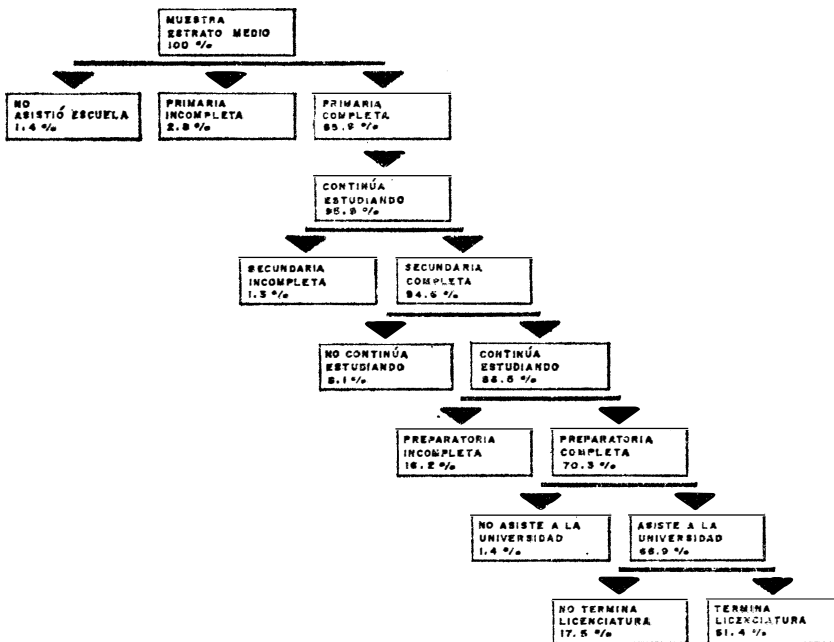 MUESTRA
ESTRATO MEDIO
100 %
NO
ASISTIÓ ESCUELA
1.4 %
PRIMARIA
INCOMPLETA
2.8 %
PRIMARIA
COMPLETA
95.9 %
CONTINÚA
ESTUDIANDO
95.9 %
SECUNDARIA
INCOMPLETA
1.3 %
SECUNDARIA
COMPLETA
94.6 %
NO CONTINÚA
ESTUDIANDO
8.1 %
CONTINÚA
ESTUDIANDO
86.5 %
PREPARATORIA
INCOMPLETA
16.2 %
PREPARATORIA
COMPLETA
70.3 %
NO ASISTE A LA
UNIVERSIDAD
1.4 %
ASISTE A LA
UNIVERSIDAD
68.9 %
NO TERMINA
LICENCIATURA
17.5 %
TERMINA
LICENCIATURA
51.4 %